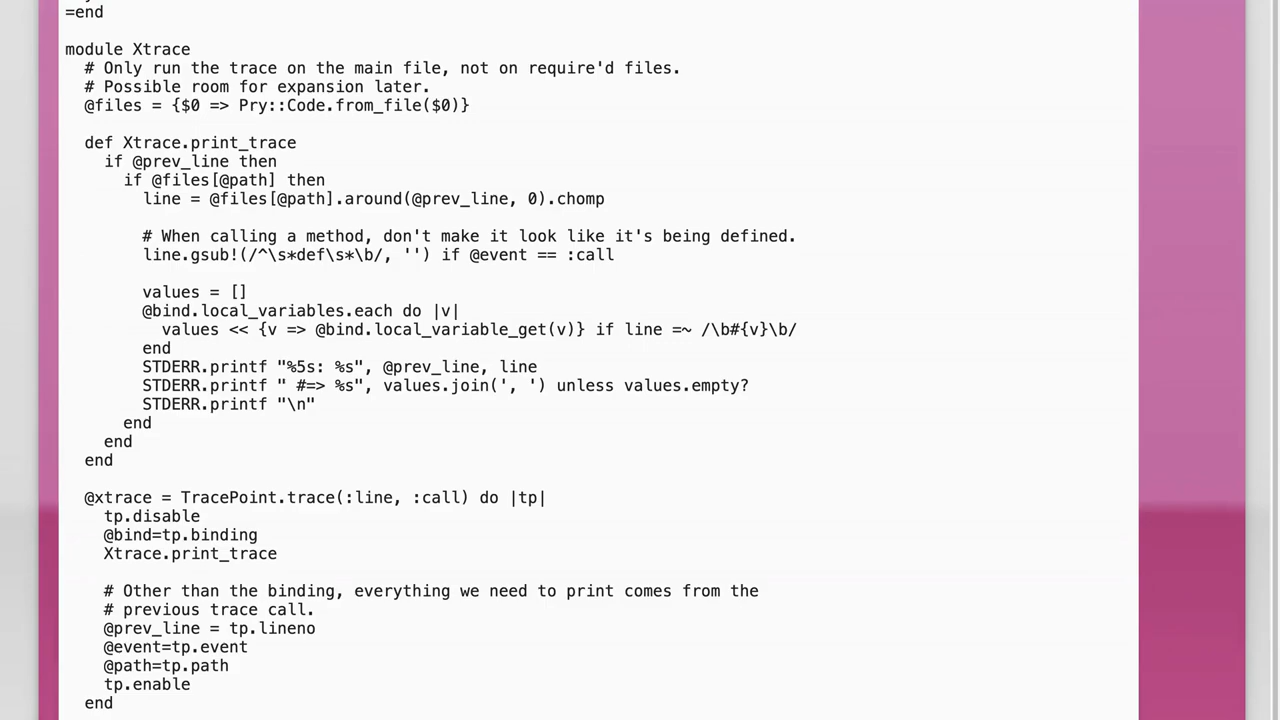 =end
module Xtrace
# Only run the trace on the main file, not on require'd files.
# Possible room for expansion later.
@files = {$0 => Pry::Code.from_file($0)}
def Xtrace.print_trace
if @prev_line then
if @files[@path] then
line = @files[@path].around(@prev_line, 0).chomp
# When calling a method, don't make it look like it's being defined.
line.gsub!(/^\s*def\s*\b/, '') if @event == :call
values = []
@bind.local_variables.each do |v|
values << {v => @bind.local_variable_get(v)} if line =~ /\b#{v}\b/
end
STDERR.printf "%5s: %s", @prev_line, line
STDERR.printf " #=> %s", values.join(', ') unless values.empty?
STDERR.printf "\n"
end
end
end
@xtrace = TracePoint.trace(:line, :call) do |tp|
tp.disable
@bind=tp.binding
Xtrace.print_trace
# Other than the binding, everything we need to print comes from the
# previous trace call.
@prev_line = tp.lineno
@event=tp.event
@path=tp.path
tp.enable
end